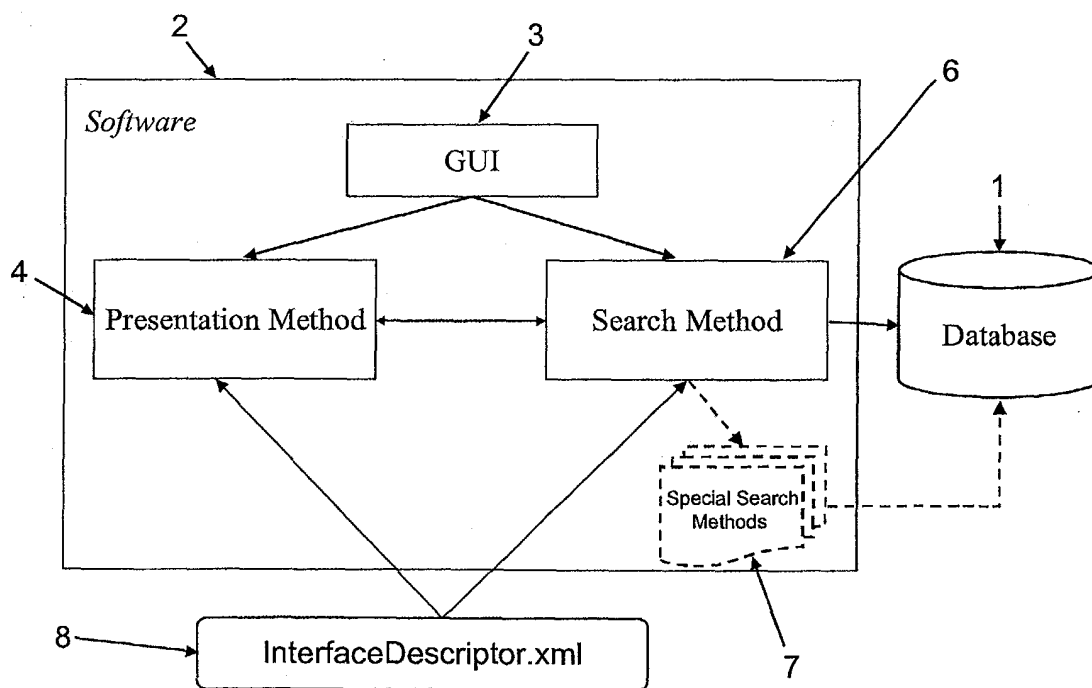 2
3
6
Software
GUI
1
4
Presentation Method
Search Method
Database
Special Search
Methods
8
InterfaceDescriptor.xml
7